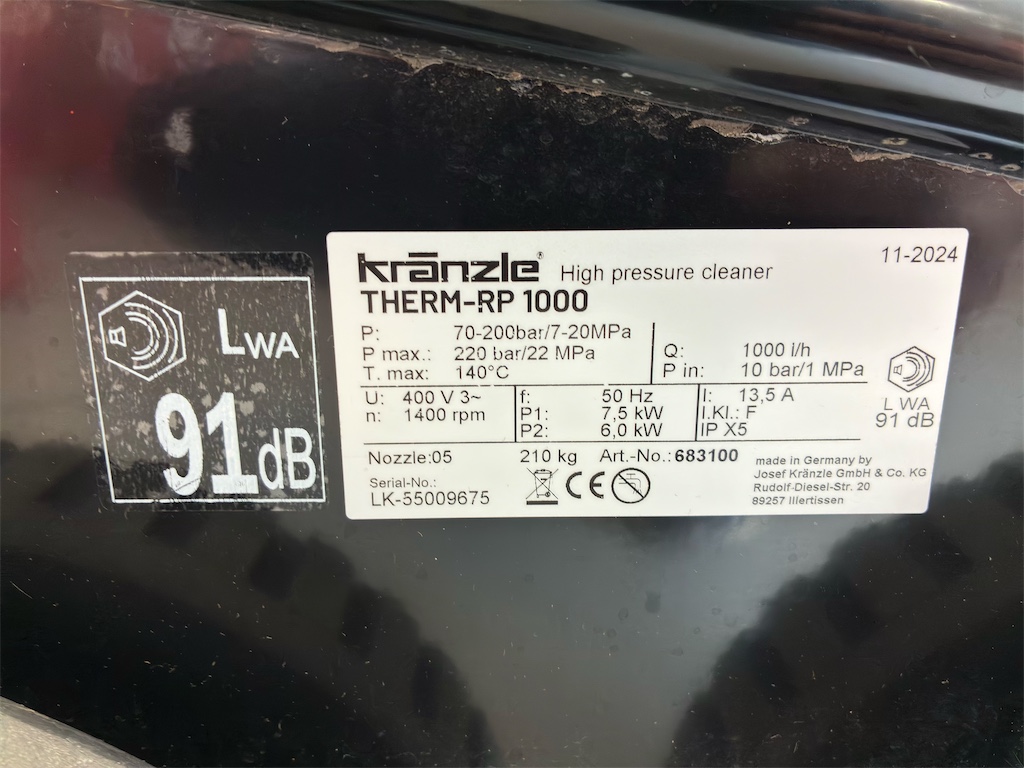 LWA
91dB
kränzle® High pressure cleaner 11-2024
THERM-RP 1000
P: 70-200bar/7-20MPa
P max.: 220 bar/22 MPa
T. max: 140°C
Q: 1000 i/h
P in: 10 bar/1 MPa
U: 400 V 3~
n: 1400 rpm
f: 50 Hz
P1: 7,5 kW
P2: 6,0 kW
I: 13,5 A
I.Kl.: F
IP X5
L WA
91 dB
Nozzle:05 210 kg Art.-No.: 683100
Serial-No.:
LK-55009675
CE
made in Germany by
Josef Kränzle GmbH & Co. KG
Rudolf-Diesel-Str. 20
89257 Illertissen